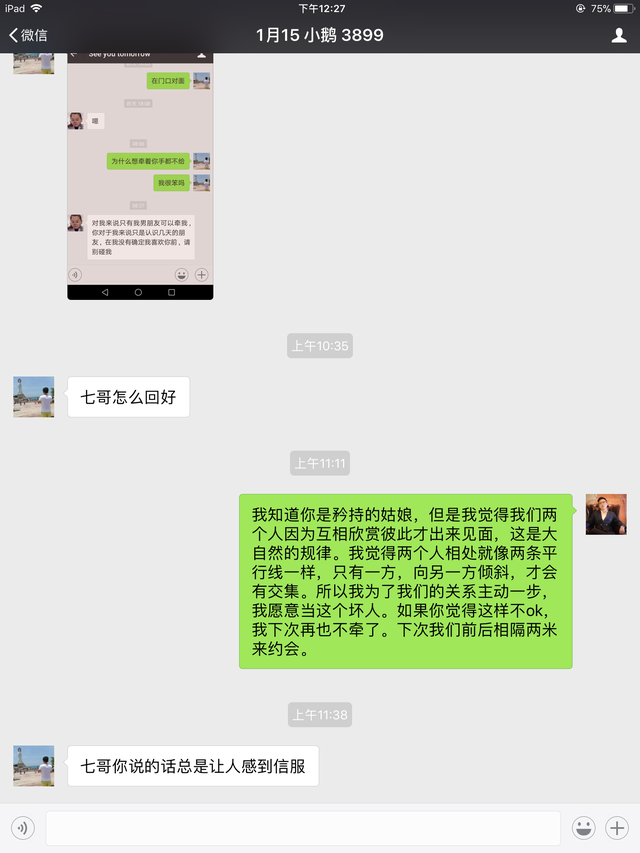 iPad
下午12:27
75%
微信
1月15 小鹅 3899
See you tomorrow
在门口对面
嗯
为什么想牵着你手都不给
我很笨吗
对我来说只有我男朋友可以牵我，
你对于我来说只是认识几天的朋
友，在我没有确定我喜欢你前，请
别碰我
上午10:35
七哥怎么回好
上午11:11
我知道你是矜持的姑娘，但是我觉得我们两
个人因为互相欣赏彼此才出来见面，这是大
自然的规律。我觉得两个人相处就像两条平
行线一样，只有一方，向另一方倾斜，才会
有交集。所以我为了我们的关系主动一步，
我愿意当这个坏人。如果你觉得这样不ok，
我下次再也不牵了。下次我们前后相隔两米
来约会。
上午11:38
七哥你说的话总是让人感到信服